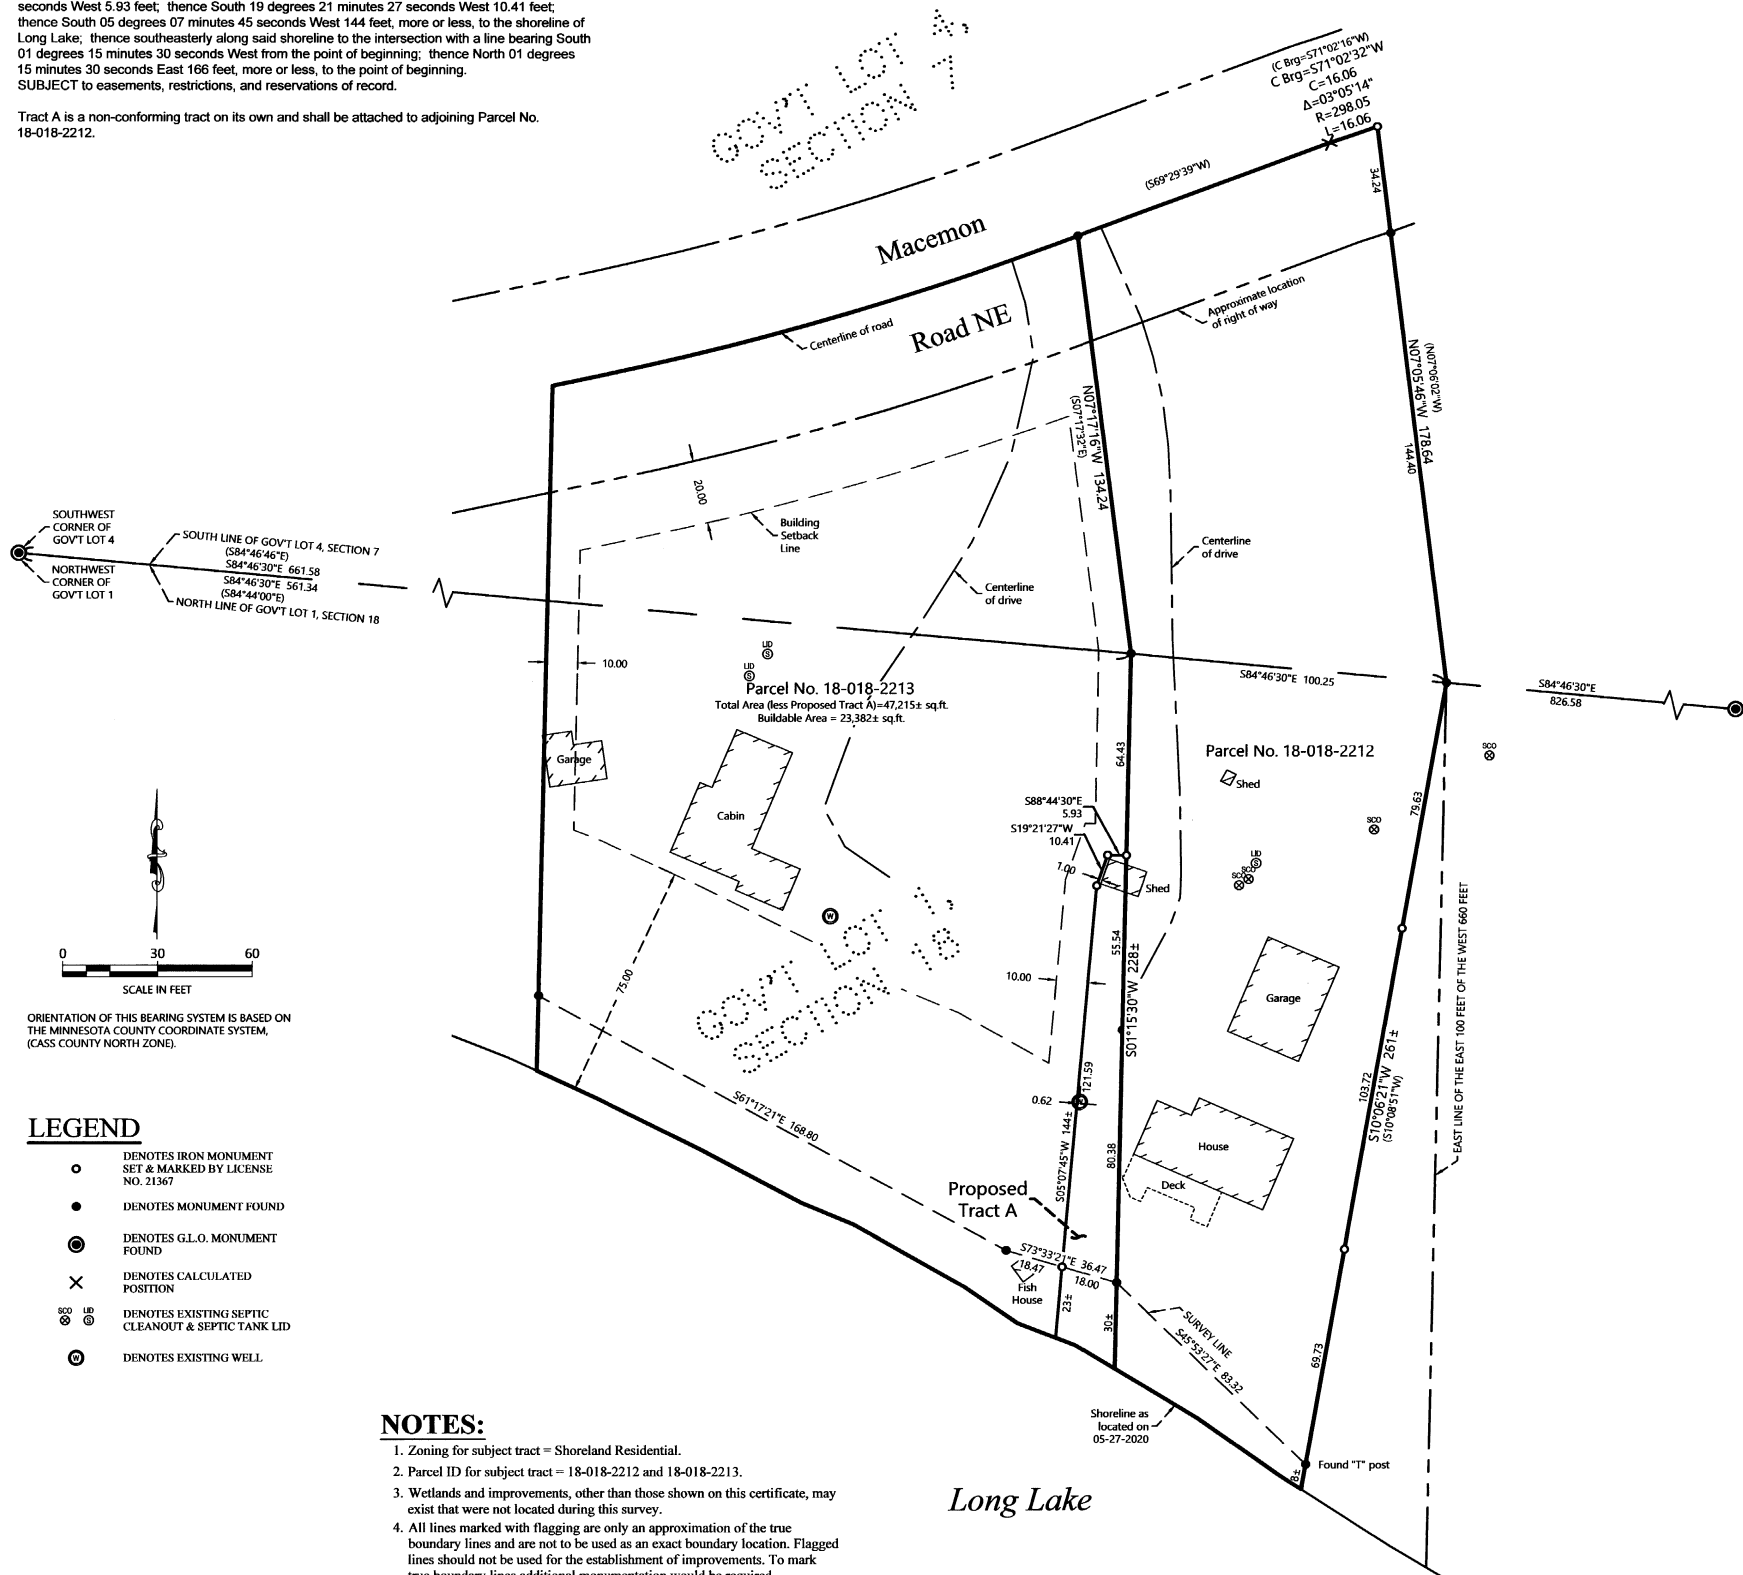 seconds West 5.93 feet; thence South 19 degrees 21 minutes 27 seconds West 10.41 feet;
thence South 05 degrees 07 minutes 45 seconds West 144 feet, more or less, to the shoreline of
Long Lake; thence southeasterly along said shoreline to the intersection with a line bearing South
01 degrees 15 minutes 30 seconds West from the point of beginning; thence North 01 degrees
15 minutes 30 seconds East 166 feet, more or less, to the point of beginning.
SUBJECT to easements, restrictions, and reservations of record.
Tract A is a non-conforming tract on its own and shall be attached to adjoining Parcel No.
18-018-2212.
GOV'T LOT 4,
SECTION 7
(C Brg=S71°02'16"W)
C Brg=S71°02'32"W
C=16.06
Δ=03°05'14"
R=298.05
L=16.06
34.24
(S69°29'39"W)
Macemon
Road NE
Centerline of road
Approximate location
of right of way
N07°17'16"W 134.24
(S07°17'32"E)
(N07°06'02"W)
N07°05'46"W 178.64
144.40
20.00
Building
Setback
Line
Centerline
of drive
Centerline
of drive
SOUTHWEST
CORNER OF
GOV'T LOT 4
NORTHWEST
CORNER OF
GOV'T LOT 1
SOUTH LINE OF GOV'T LOT 4, SECTION 7
(S84°46'46"E)
S84°46'30"E 661.58
S84°46'30"E 561.34
(S84°44'00"E)
NORTH LINE OF GOV'T LOT 1, SECTION 18
10.00
LID
S
LID
S
S84°46'30"E 100.25
S84°46'30"E
826.58
Parcel No. 18-018-2213
Total Area (less Proposed Tract A)=47,215± sq.ft.
Buildable Area = 23,382± sq.ft.
Parcel No. 18-018-2212
64.43
Garage
Cabin
Shed
SCO
79.63
SCO
S88°44'30"E
5.93
S19°21'27"W
10.41
1.00
Shed
LID
S
SCO
SCO
W
GOV'T LOT 1,
SECTION 18
75.00
10.00
55.54
S01°15'30"W 228±
Garage
EAST LINE OF THE EAST 100 FEET OF THE WEST 660 FEET
0 30 60
SCALE IN FEET
ORIENTATION OF THIS BEARING SYSTEM IS BASED ON
THE MINNESOTA COUNTY COORDINATE SYSTEM,
(CASS COUNTY NORTH ZONE).
S61°17'21"E 168.80
121.59
0.62
W
S05°07'45"W 144±
80.38
House
Deck
103.72
S10°06'21"W 261±
(S10°08'51"W)
Proposed
Tract A
S73°33'21"E 36.47
18.47
18.00
Fish
House
23±
30±
SURVEY LINE
S45°53'27"E 83.32
69.73
Shoreline as
located on
05-27-2020
8±
Found "T" post
Long Lake
LEGEND
DENOTES IRON MONUMENT
SET & MARKED BY LICENSE
NO. 21367
DENOTES MONUMENT FOUND
DENOTES G.L.O. MONUMENT
FOUND
DENOTES CALCULATED
POSITION
SCO LID
S
DENOTES EXISTING SEPTIC
CLEANOUT & SEPTIC TANK LID
W
DENOTES EXISTING WELL
NOTES:
1. Zoning for subject tract = Shoreland Residential.
2. Parcel ID for subject tract = 18-018-2212 and 18-018-2213.
3. Wetlands and improvements, other than those shown on this certificate, may
exist that were not located during this survey.
4. All lines marked with flagging are only an approximation of the true
boundary lines and are not to be used as an exact boundary location. Flagged
lines should not be used for the establishment of improvements. To mark
true boundary lines additional monumentation would be required.